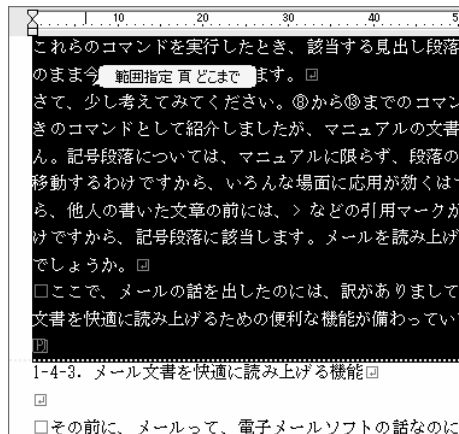 10 20 30 40 5
これらのコマンドを実行したとき、該当する見出し段落
のまま今 範囲指定 頁 どこまで ます。
さて、少し考えてみてください。⑧から⑬までのコマン
きのコマンドとして紹介しましたが、マニュアルの文書
ん。記号段落については、マニュアルに限らず、段落の
移動するわけですから、いろんな場面に応用が効くはず
ら、他人の書いた文章の前には、> などの引用マークが
けですから、記号段落に該当します。メールを読み上げ
でしょうか。
□ここで、メールの話を出したのには、訳がありまして
文書を快適に読み上げるための便利な機能が備わってい
P
1-4-3. メール文書を快適に読み上げる機能
□その前に、メールって、電子メールソフトの話なのに